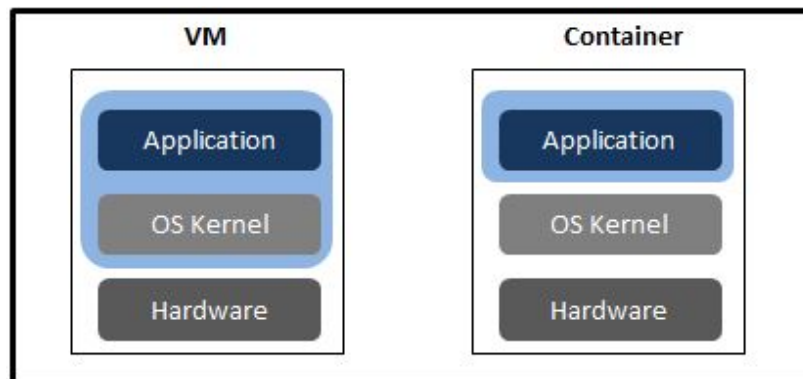 VM
Application
OS Kernel
Hardware
Container
Application
OS Kernel
Hardware